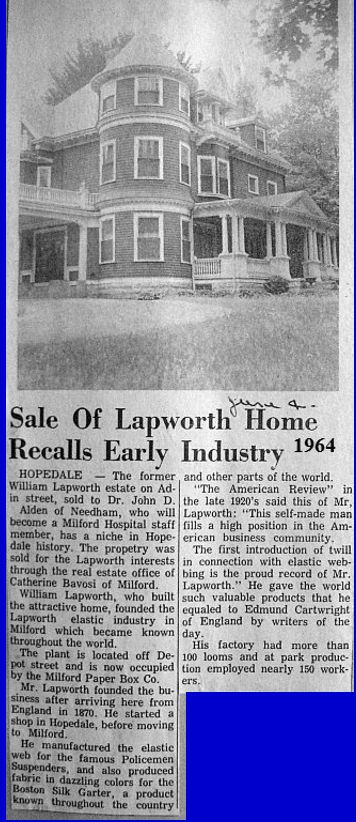 June 4.
Sale Of Lapworth Home
Recalls Early Industry 1964
HOPEDALE — The former
William Lapworth estate on Ad-
in street, sold to Dr. John D.
Alden of Needham, who will
become a Milford Hospital staff
member, has a niche in Hope-
dale history. The propetry was
sold for the Lapworth interests
through the real estate office of
Catherine Bavosi of Milford.
William Lapworth, who built
the attractive home, founded the
Lapworth elastic industry in
Milford which became known
throughout the world.
The plant is located off De-
pot street and is now occupied
by the Milford Paper Box Co.
Mr. Lapworth founded the bu-
siness after arriving here from
England in 1870. He started a
shop in Hopedale, before moving
to Milford.
He manufactured the elastic
web for the famous Policemen
Suspenders, and also produced
fabric in dazzling colors for the
Boston Silk Garter, a product
known throughout the country
and other parts of the world.
"The American Review" in
the late 1920's said this of Mr.
Lapworth: "This self-made man
fills a high position in the Am-
erican business community.
The first introduction of twill
in connection with elastic web-
bing is the proud record of Mr.
Lapworth." He gave the world
such valuable products that he
equaled to Edmund Cartwright
of England by writers of the
day.
His factory had more than
100 looms and at park produc-
tion employed nearly 150 work-
ers.